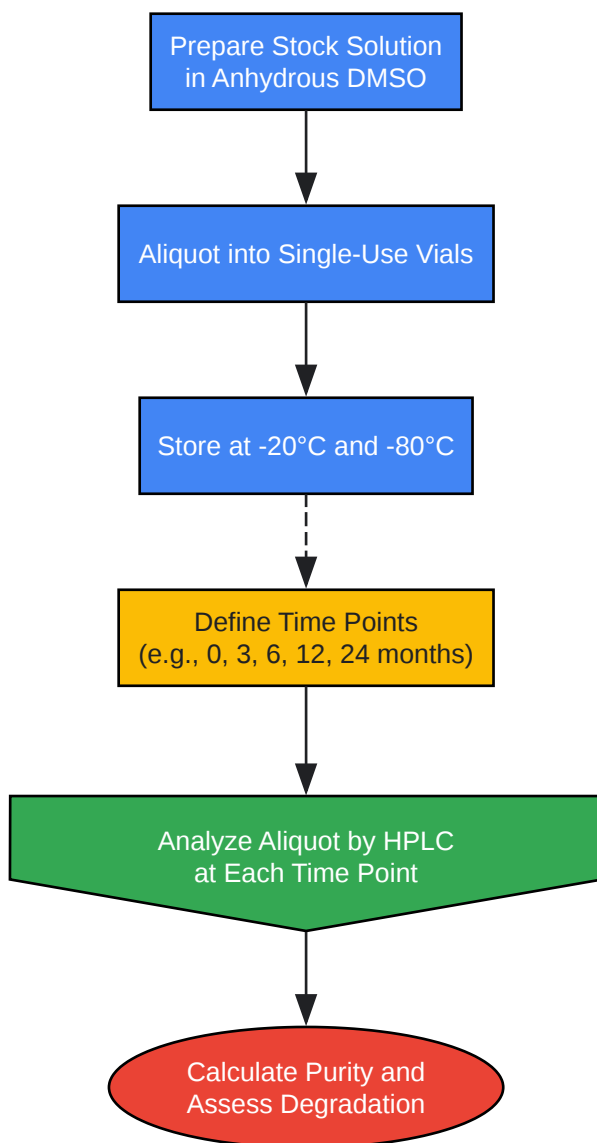 Prepare Stock Solution
in Anhydrous DMSO
Aliquot into Single-Use Vials
Store at -20°C and -80°C
Define Time Points
(e.g., 0, 3, 6, 12, 24 months)
Analyze Aliquot by HPLC
at Each Time Point
Calculate Purity and
Assess Degradation